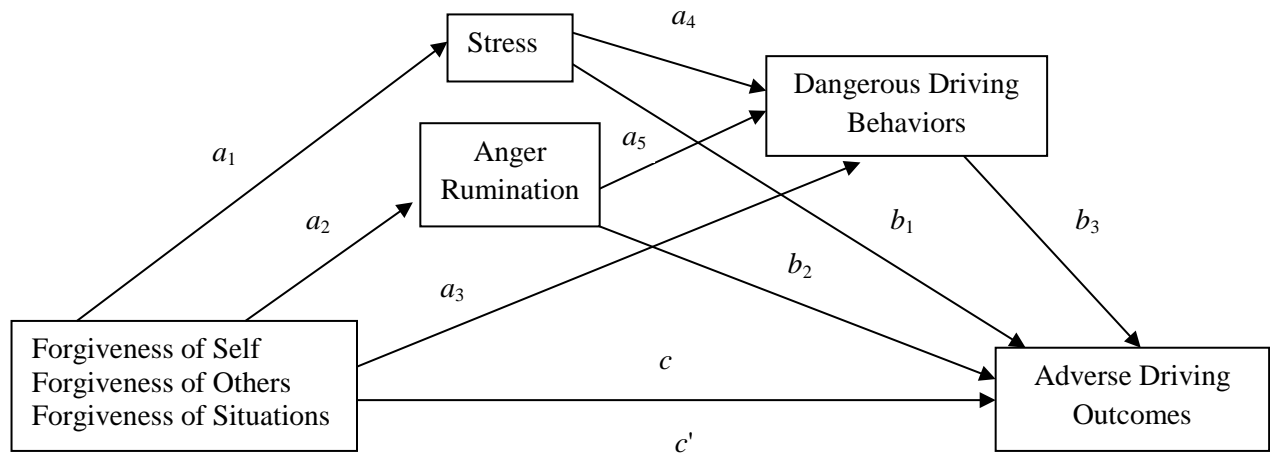 a₄
Stress
Dangerous Driving
Behaviors
a₁
a₅
Anger
Rumination
a₂
b₁
b₃
b₂
a₃
Forgiveness of Self
Forgiveness of Others
Forgiveness of Situations
c
Adverse Driving
Outcomes
c'